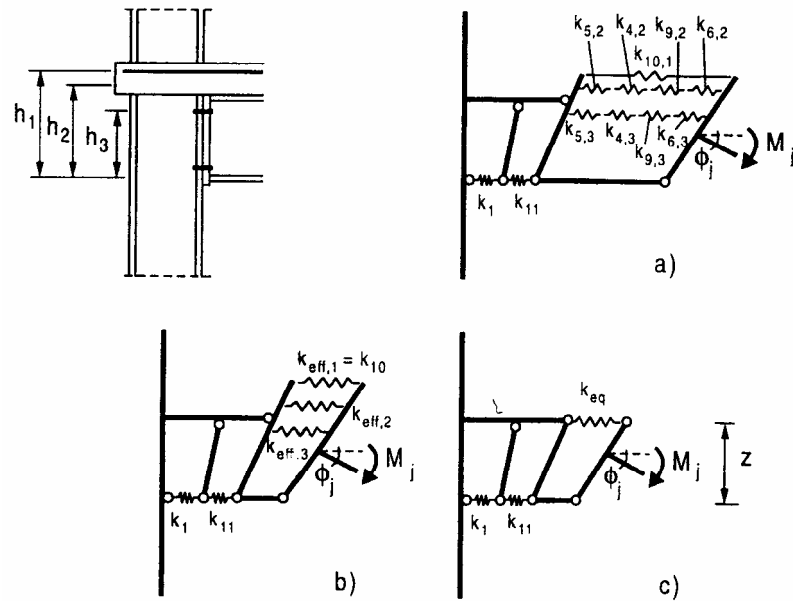 h1
h2
h3
k5,2 k4,2 k9,2 k6,2
k10,1
k5,3 k4,3 k9,3 k6,3
Mj
ϕj
k1 k11
a)
keff,1 = k10
keff,2
keff.3
Mj
ϕj
k1 k11
b)
keq
Mj
z
ϕj
k1 k11
c)